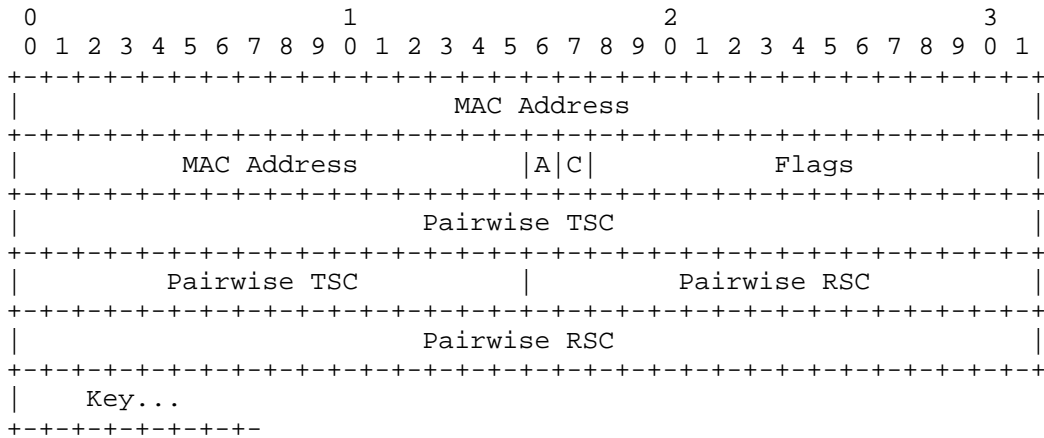 0                   1                   2                   3
 0 1 2 3 4 5 6 7 8 9 0 1 2 3 4 5 6 7 8 9 0 1 2 3 4 5 6 7 8 9 0 1
+-+-+-+-+-+-+-+-+-+-+-+-+-+-+-+-+-+-+-+-+-+-+-+-+-+-+-+-+-+-+-+-+
|                          MAC Address                          |
+-+-+-+-+-+-+-+-+-+-+-+-+-+-+-+-+-+-+-+-+-+-+-+-+-+-+-+-+-+-+-+-+
|          MAC Address          |A|C|           Flags           |
+-+-+-+-+-+-+-+-+-+-+-+-+-+-+-+-+-+-+-+-+-+-+-+-+-+-+-+-+-+-+-+-+
|                         Pairwise TSC                          |
+-+-+-+-+-+-+-+-+-+-+-+-+-+-+-+-+-+-+-+-+-+-+-+-+-+-+-+-+-+-+-+-+
|         Pairwise TSC          |         Pairwise RSC          |
+-+-+-+-+-+-+-+-+-+-+-+-+-+-+-+-+-+-+-+-+-+-+-+-+-+-+-+-+-+-+-+-+
|                         Pairwise RSC                          |
+-+-+-+-+-+-+-+-+-+-+-+-+-+-+-+-+-+-+-+-+-+-+-+-+-+-+-+-+-+-+-+-+
|    Key...
+-+-+-+-+-+-+-+-